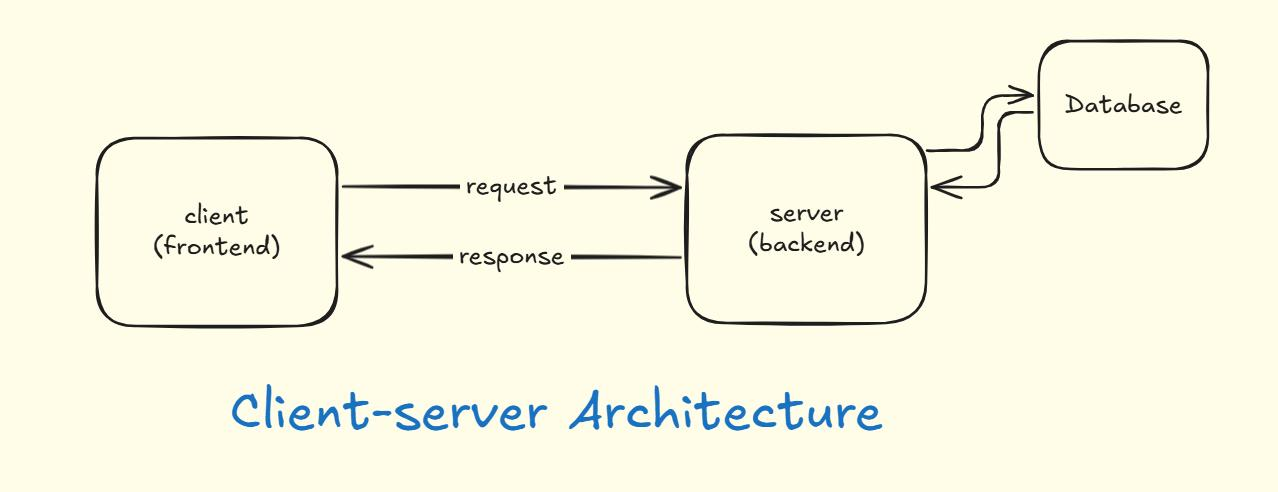 Database
request
client
(frontend)
server
(backend)
response
Client-server Architecture